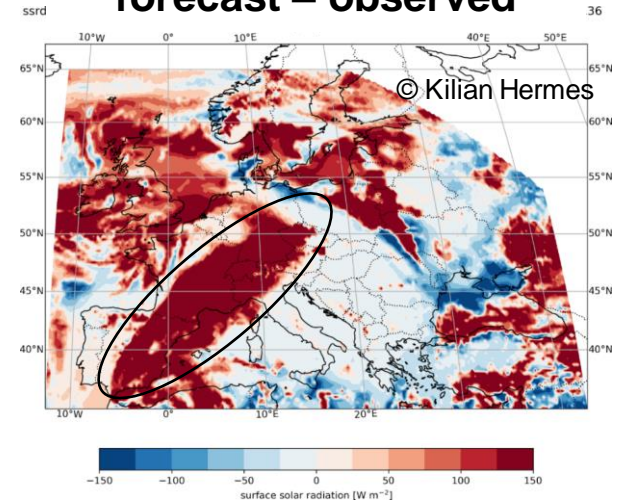 forecast – observed
ssrd 36
10°W 0° 10°E 40°E 50°E
65°N 65°N
© Kilian Hermes
60°N 60°N
55°N 55°N
50°N 50°N
45°N 45°N
40°N 40°N
10°W 0° 10°E 20°E
−150 −100 −50 0 50 100 150
surface solar radiation [W m⁻²]